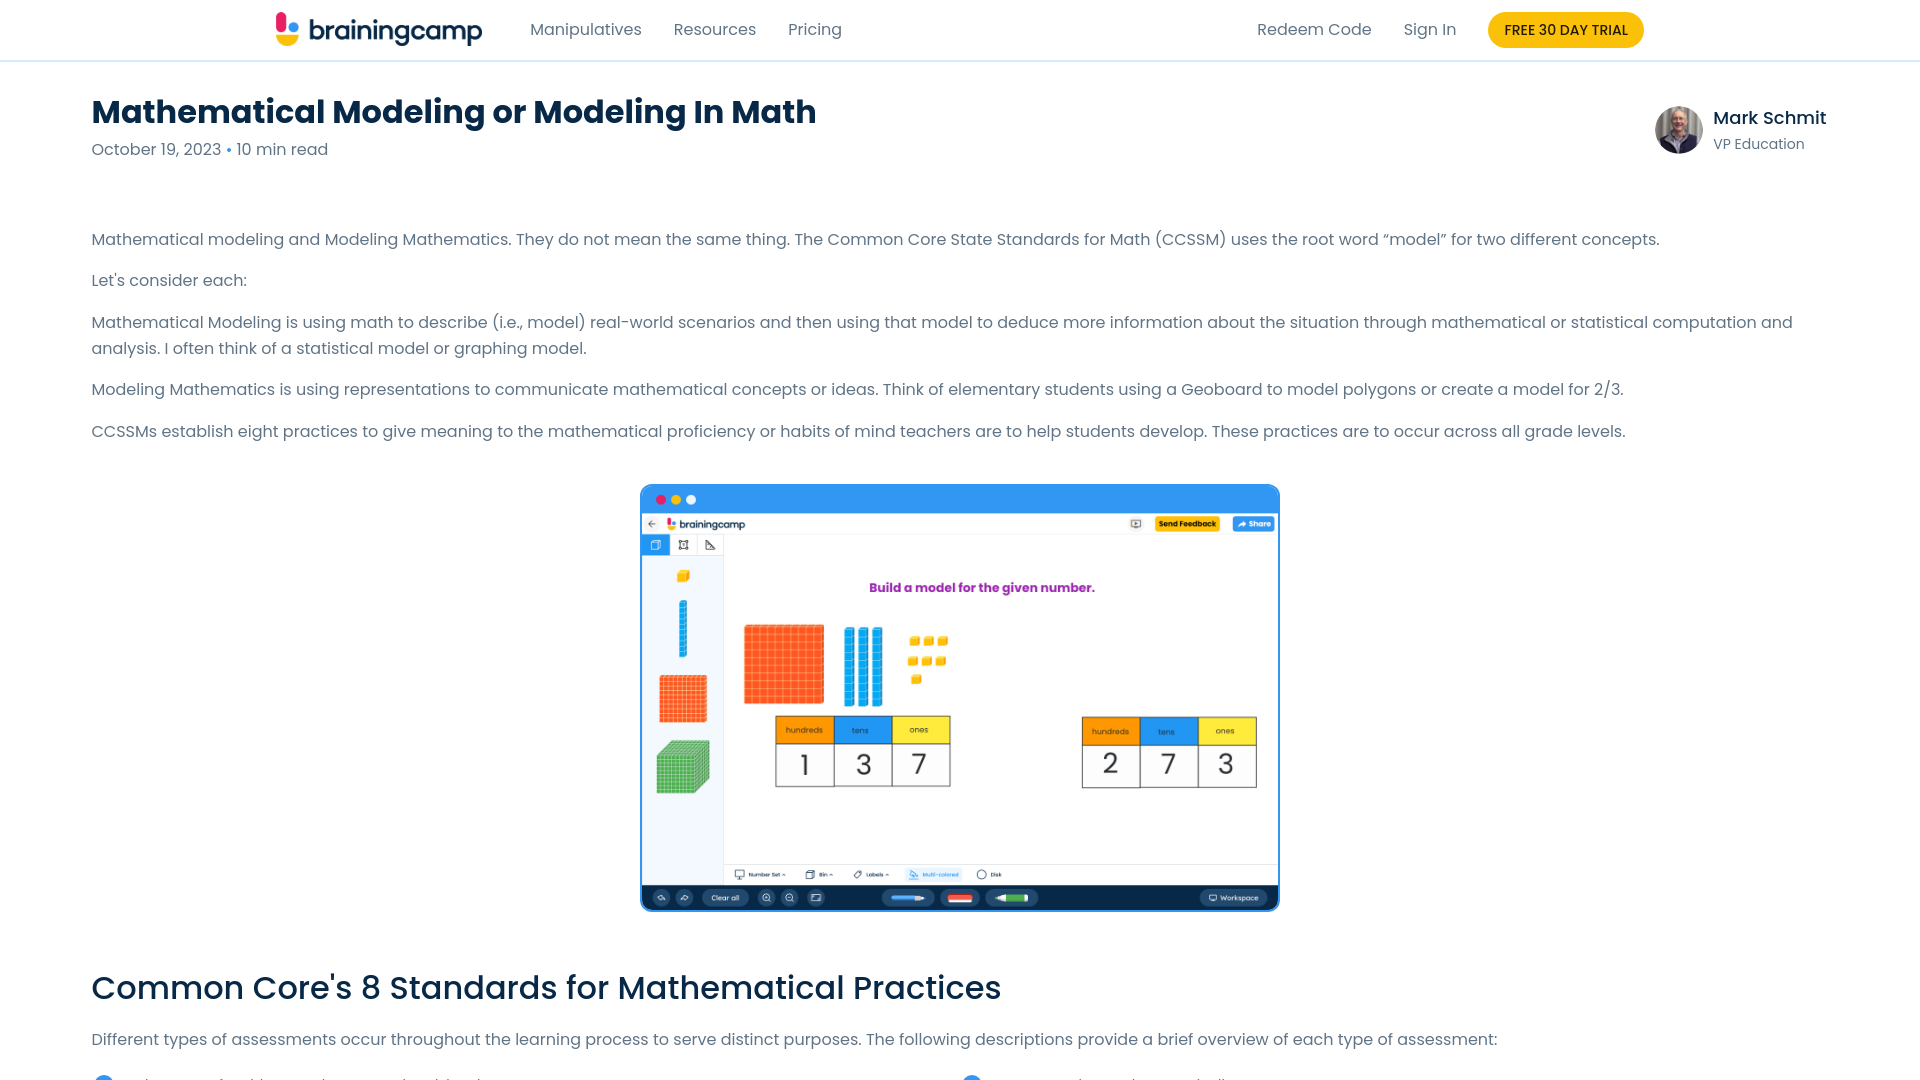 brainingcamp
Manipulatives
Resources
Pricing
Redeem Code
Sign In
FREE 30 DAY TRIAL
Mathematical Modeling or Modeling In Math
October 19, 2023 • 10 min read
Mark Schmit
VP Education
Mathematical modeling and Modeling Mathematics. They do not mean the same thing. The Common Core State Standards for Math (CCSSM) uses the root word “model” for two different concepts.
Let's consider each:
Mathematical Modeling is using math to describe (i.e., model) real-world scenarios and then using that model to deduce more information about the situation through mathematical or statistical computation and
analysis. I often think of a statistical model or graphing model.
Modeling Mathematics is using representations to communicate mathematical concepts or ideas. Think of elementary students using a Geoboard to model polygons or create a model for 2/3.
CCSSMs establish eight practices to give meaning to the mathematical proficiency or habits of mind teachers are to help students develop. These practices are to occur across all grade levels.
brainingcamp
Send Feedback
Share
Build a model for the given number.
hundreds tens ones
1 3 7
hundreds tens ones
2 7 3
Number Set
Bin
Labels
Multi-colored
Disk
Clear all
Workspace
Common Core's 8 Standards for Mathematical Practices
Different types of assessments occur throughout the learning process to serve distinct purposes. The following descriptions provide a brief overview of each type of assessment: